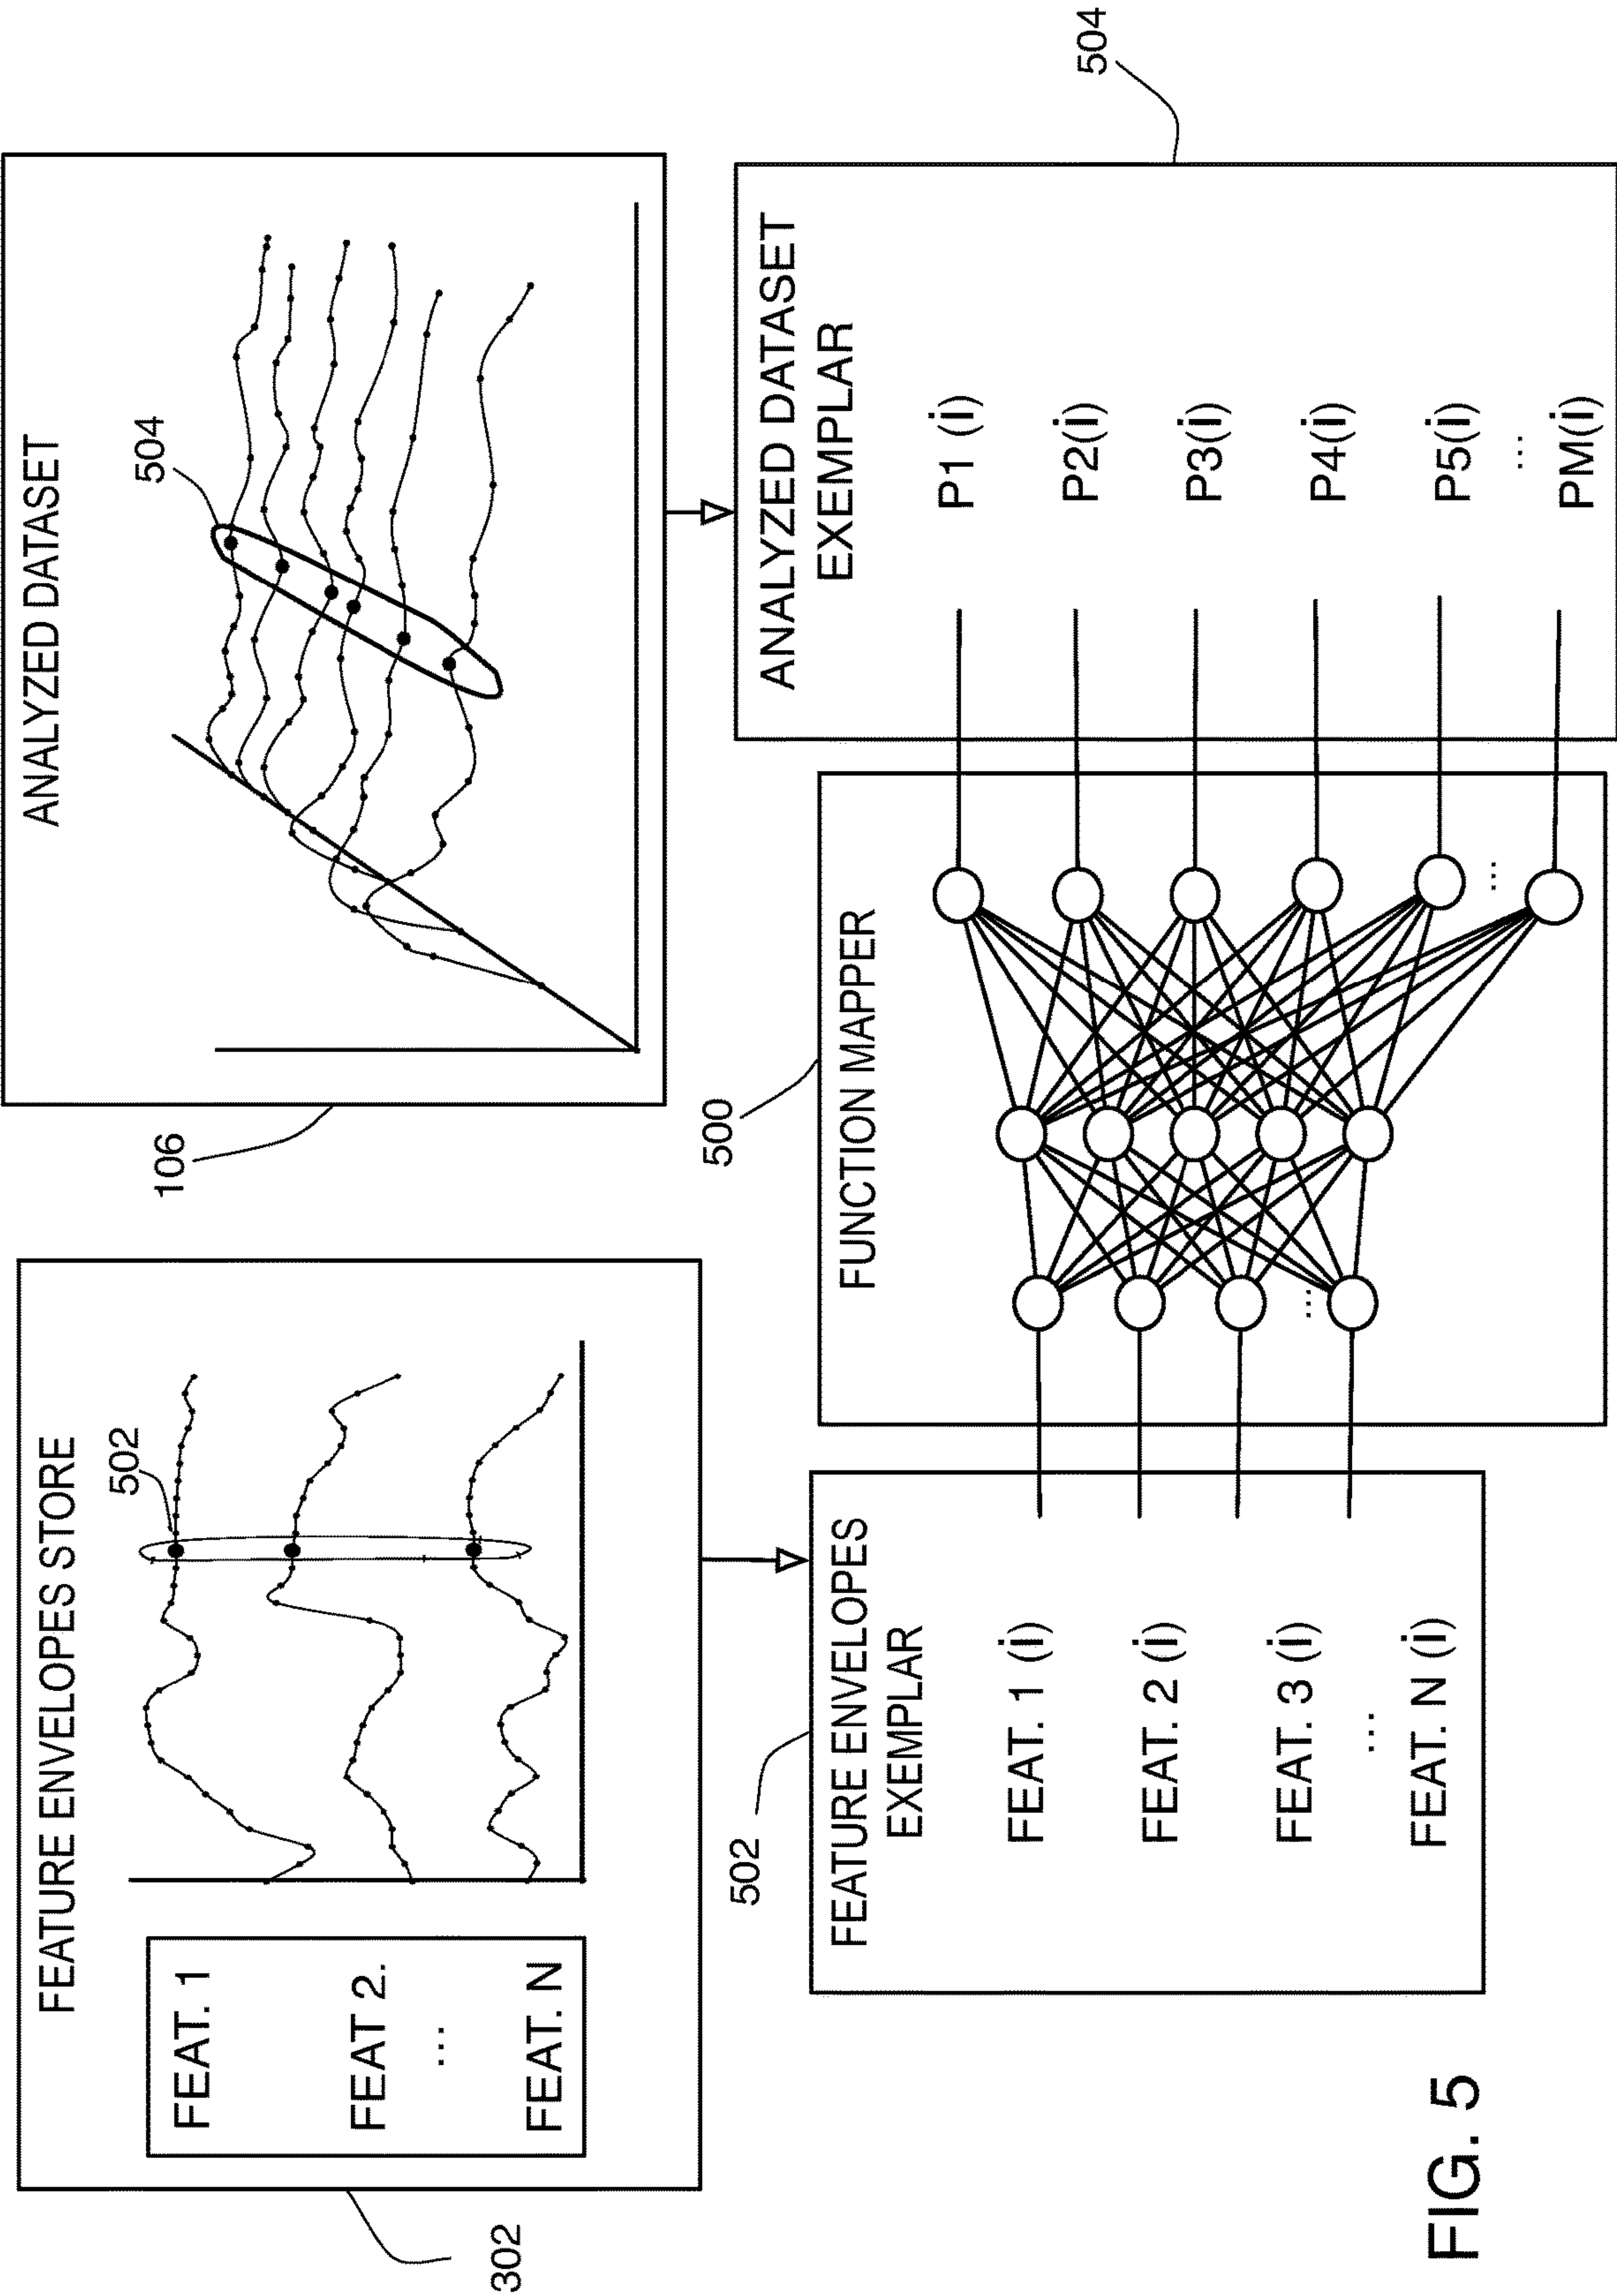 FEATURE ENVELOPES STORE
FEAT. 1
FEAT 2.
...
FEAT. N
502
302
ANALYZED DATASET
504
106
502
FEATURE ENVELOPES
EXEMPLAR
FEAT. 1 (i)
FEAT. 2 (i)
FEAT. 3 (i)
...
FEAT. N (i)
500
FUNCTION MAPPER
...
...
ANALYZED DATASET
EXEMPLAR
P1 (i)
P2(i)
P3(i)
P4(i)
P5(i)
...
PM(i)
504
FIG. 5